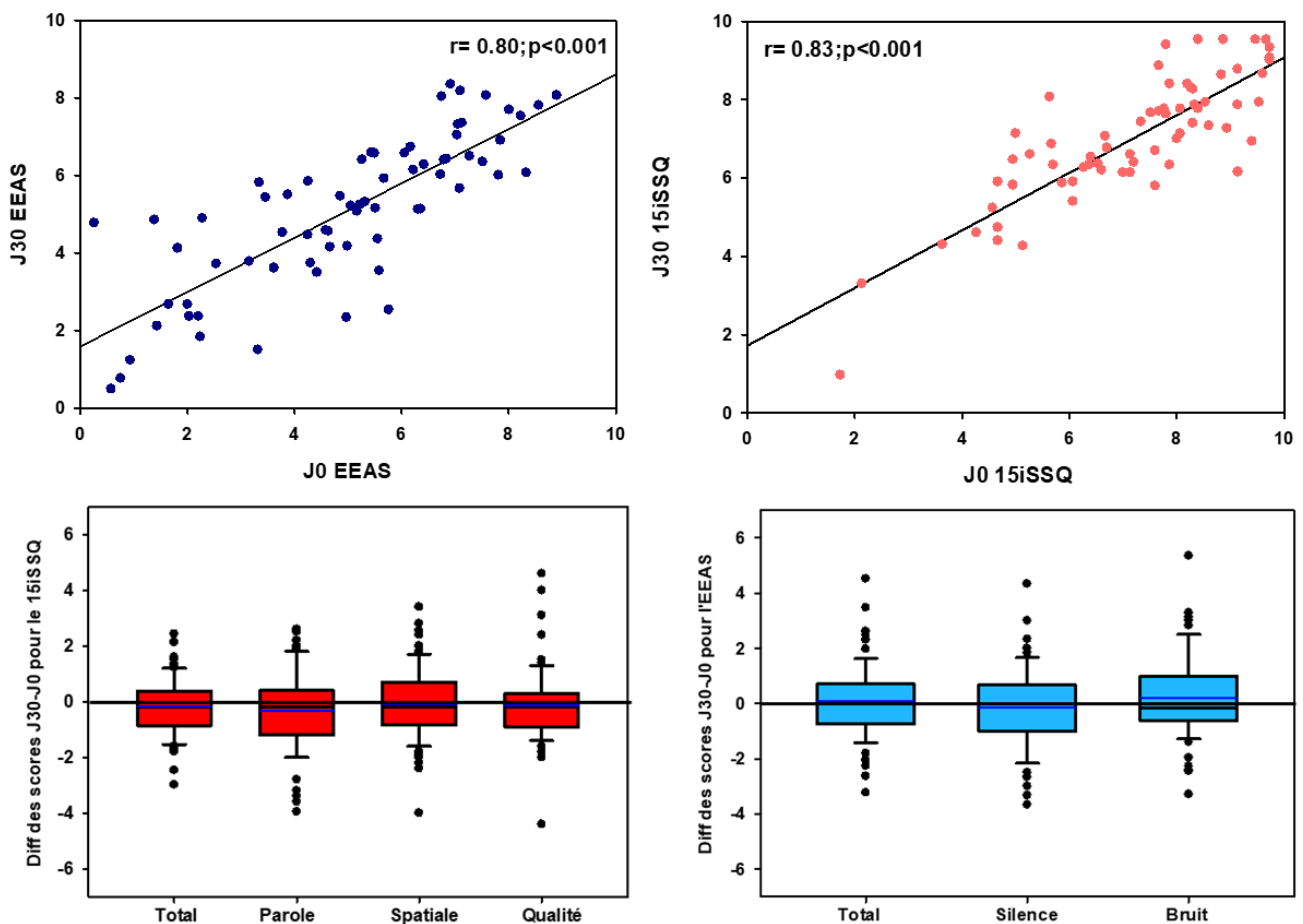 10
8
6
4
2
0
J30 EEAS
r= 0.80;p<0.001
0 2 4 6 8 10
J0 EEAS
10
8
6
4
2
0
J30 15iSSQ
r= 0.83;p<0.001
0 2 4 6 8 10
J0 15iSSQ
6
4
2
0
-2
-4
-6
Diff des scores J30-J0 pour le 15iSSQ
Total Parole Spatiale Qualité
6
4
2
0
-2
-4
-6
Diff des scores J30-J0 pour l'EEAS
Total Silence Bruit